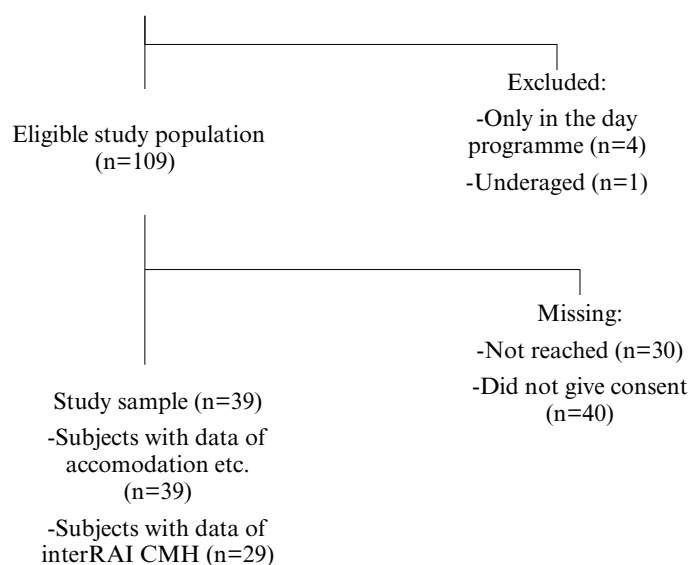 Excluded:
-Only in the day
programme (n=4)
-Underaged (n=1)
Eligible study population
(n=109)
Missing:
-Not reached (n=30)
-Did not give consent
(n=40)
Study sample (n=39)
-Subjects with data of
accomodation etc.
(n=39)
-Subjects with data of
interRAI CMH (n=29)